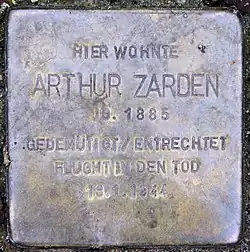 HIER WOHNTE
ARTHUR ZARDEN
JG. 1885
GEDEMÜTIGT/ENTRECHTET
FLUCHT IN DEN TOD
18.1.1944